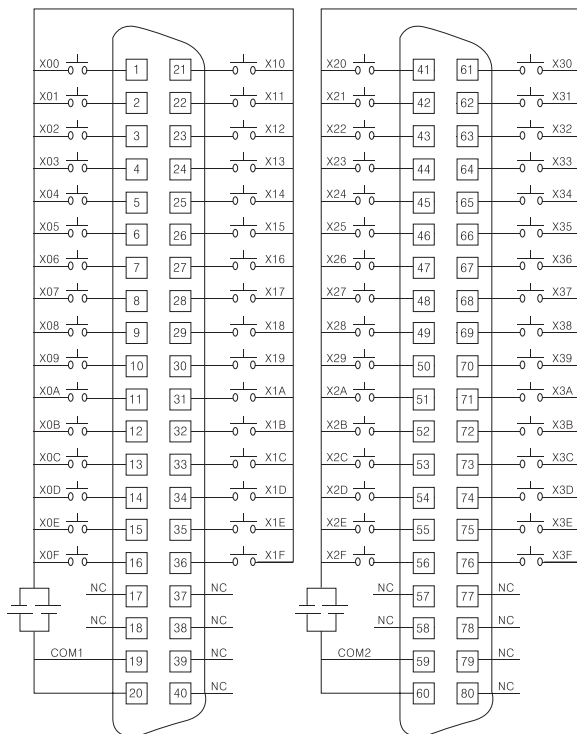 X00 1 21 X10 X20 41 61 X30
X01 2 22 X11 X21 42 62 X31
X02 3 23 X12 X22 43 63 X32
X03 4 24 X13 X23 44 64 X33
X04 5 25 X14 X24 45 65 X34
X05 6 26 X15 X25 46 66 X35
X06 7 27 X16 X26 47 67 X36
X07 8 28 X17 X27 48 68 X37
X08 9 29 X18 X28 49 69 X38
X09 10 30 X19 X29 50 70 X39
X0A 11 31 X1A X2A 51 71 X3A
X0B 12 32 X1B X2B 52 72 X3B
X0C 13 33 X1C X2C 53 73 X3C
X0D 14 34 X1D X2D 54 74 X3D
X0E 15 35 X1E X2E 55 75 X3E
X0F 16 36 X1F X2F 56 76 X3F
NC 17 37 NC NC 57 77 NC
NC 18 38 NC NC 58 78 NC
COM1 19 39 NC COM2 59 79 NC
20 40 NC 60 80 NC